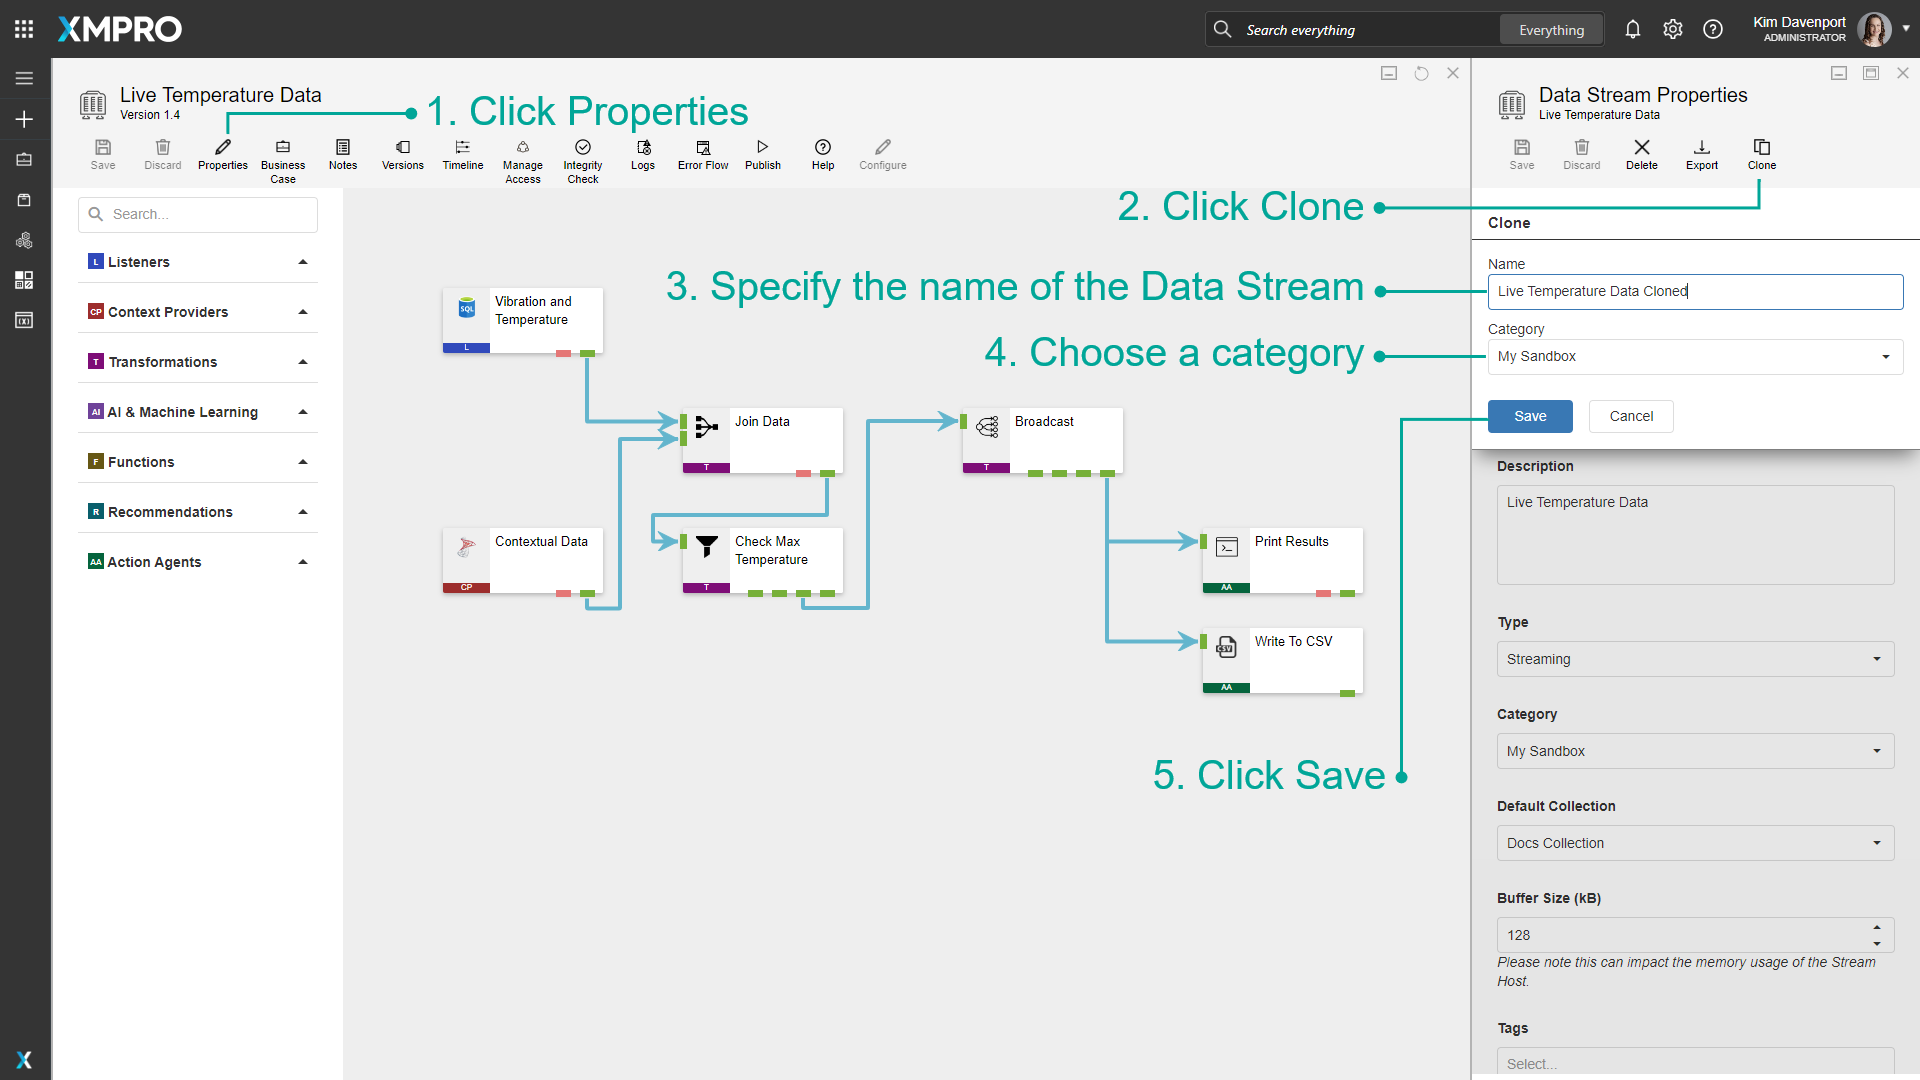 XMPRO
Search everything
Everything
Kim Davenport
ADMINISTRATOR
Live Temperature Data
Version 1.4
1. Click Properties
Save
Discard
Properties
Business
Case
Notes
Versions
Timeline
Manage
Access
Integrity
Check
Logs
Error Flow
Publish
Help
Configure
Search...
L Listeners
CP Context Providers
T Transformations
AI AI & Machine Learning
F Functions
R Recommendations
AA Action Agents
SQL
Vibration and
Temperature
L
Join Data
T
Broadcast
T
Contextual Data
CP
Check Max
Temperature
T
Print Results
AA
CSV
Write To CSV
AA
2. Click Clone
3. Specify the name of the Data Stream
4. Choose a category
5. Click Save
Data Stream Properties
Live Temperature Data
Save
Discard
Delete
Export
Clone
Clone
Name
Live Temperature Data Cloned
Category
My Sandbox
Save
Cancel
Description
Live Temperature Data
Type
Streaming
Category
My Sandbox
Default Collection
Docs Collection
Buffer Size (kB)
128
Please note this can impact the memory usage of the Stream
Host.
Tags
Select...